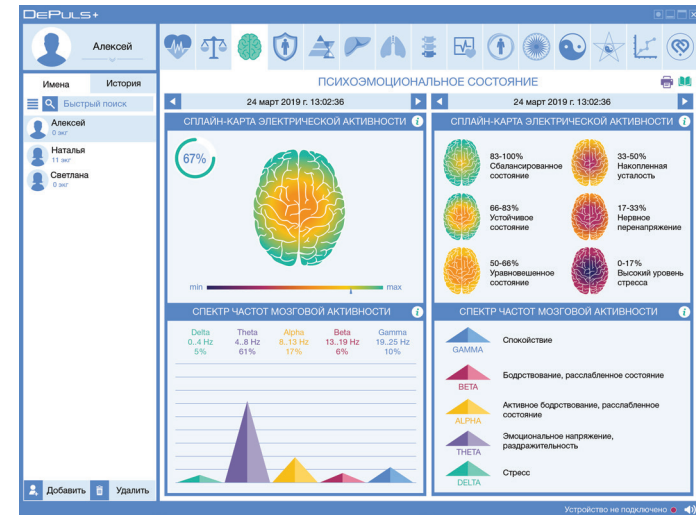 DePuls+
Алексей
Имена
История
Быстрый поиск
Алексей
0 экг
Наталья
11 экг
Светлана
0 экг
Добавить
Удалить
ПСИХОЭМОЦИОНАЛЬНОЕ СОСТОЯНИЕ
24 март 2019 г. 13:02:36
СПЛАЙН-КАРТА ЭЛЕКТРИЧЕСКОЙ АКТИВНОСТИ
67%
min
max
СПЕКТР ЧАСТОТ МОЗГОВОЙ АКТИВНОСТИ
Delta
0..4 Hz
5%
Theta
4..8 Hz
61%
Alpha
8..13 Hz
17%
Beta
13..19 Hz
6%
Gamma
19..25 Hz
10%
24 март 2019 г. 13:02:36
СПЛАЙН-КАРТА ЭЛЕКТРИЧЕСКОЙ АКТИВНОСТИ
83-100%
Сбалансированное
состояние
33-50%
Накопленная
усталость
66-83%
Устойчивое
состояние
17-33%
Нервное
перенапряжение
50-66%
Уравновешенное
состояние
0-17%
Высокий уровень
стресса
СПЕКТР ЧАСТОТ МОЗГОВОЙ АКТИВНОСТИ
GAMMA
Спокойствие
BETA
Бодрствование, расслабленное состояние
ALPHA
Активное бодрствование, расслабленное
состояние
THETA
Эмоциональное напряжение,
раздражительность
DELTA
Стресс
Устройство не подключено